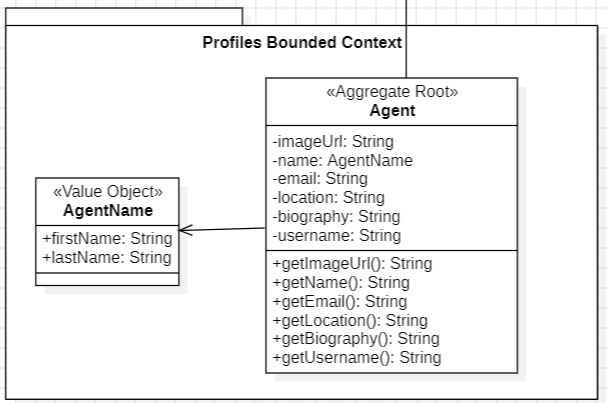 Profiles Bounded Context
«Aggregate Root»
Agent
-imageUrl: String
-name: AgentName
-email: String
-location: String
-biography: String
-username: String
+getImageUrl(): String
+getName(): String
+getEmail(): String
+getLocation(): String
+getBiography(): String
+getUsername(): String
«Value Object»
AgentName
+firstName: String
+lastName: String